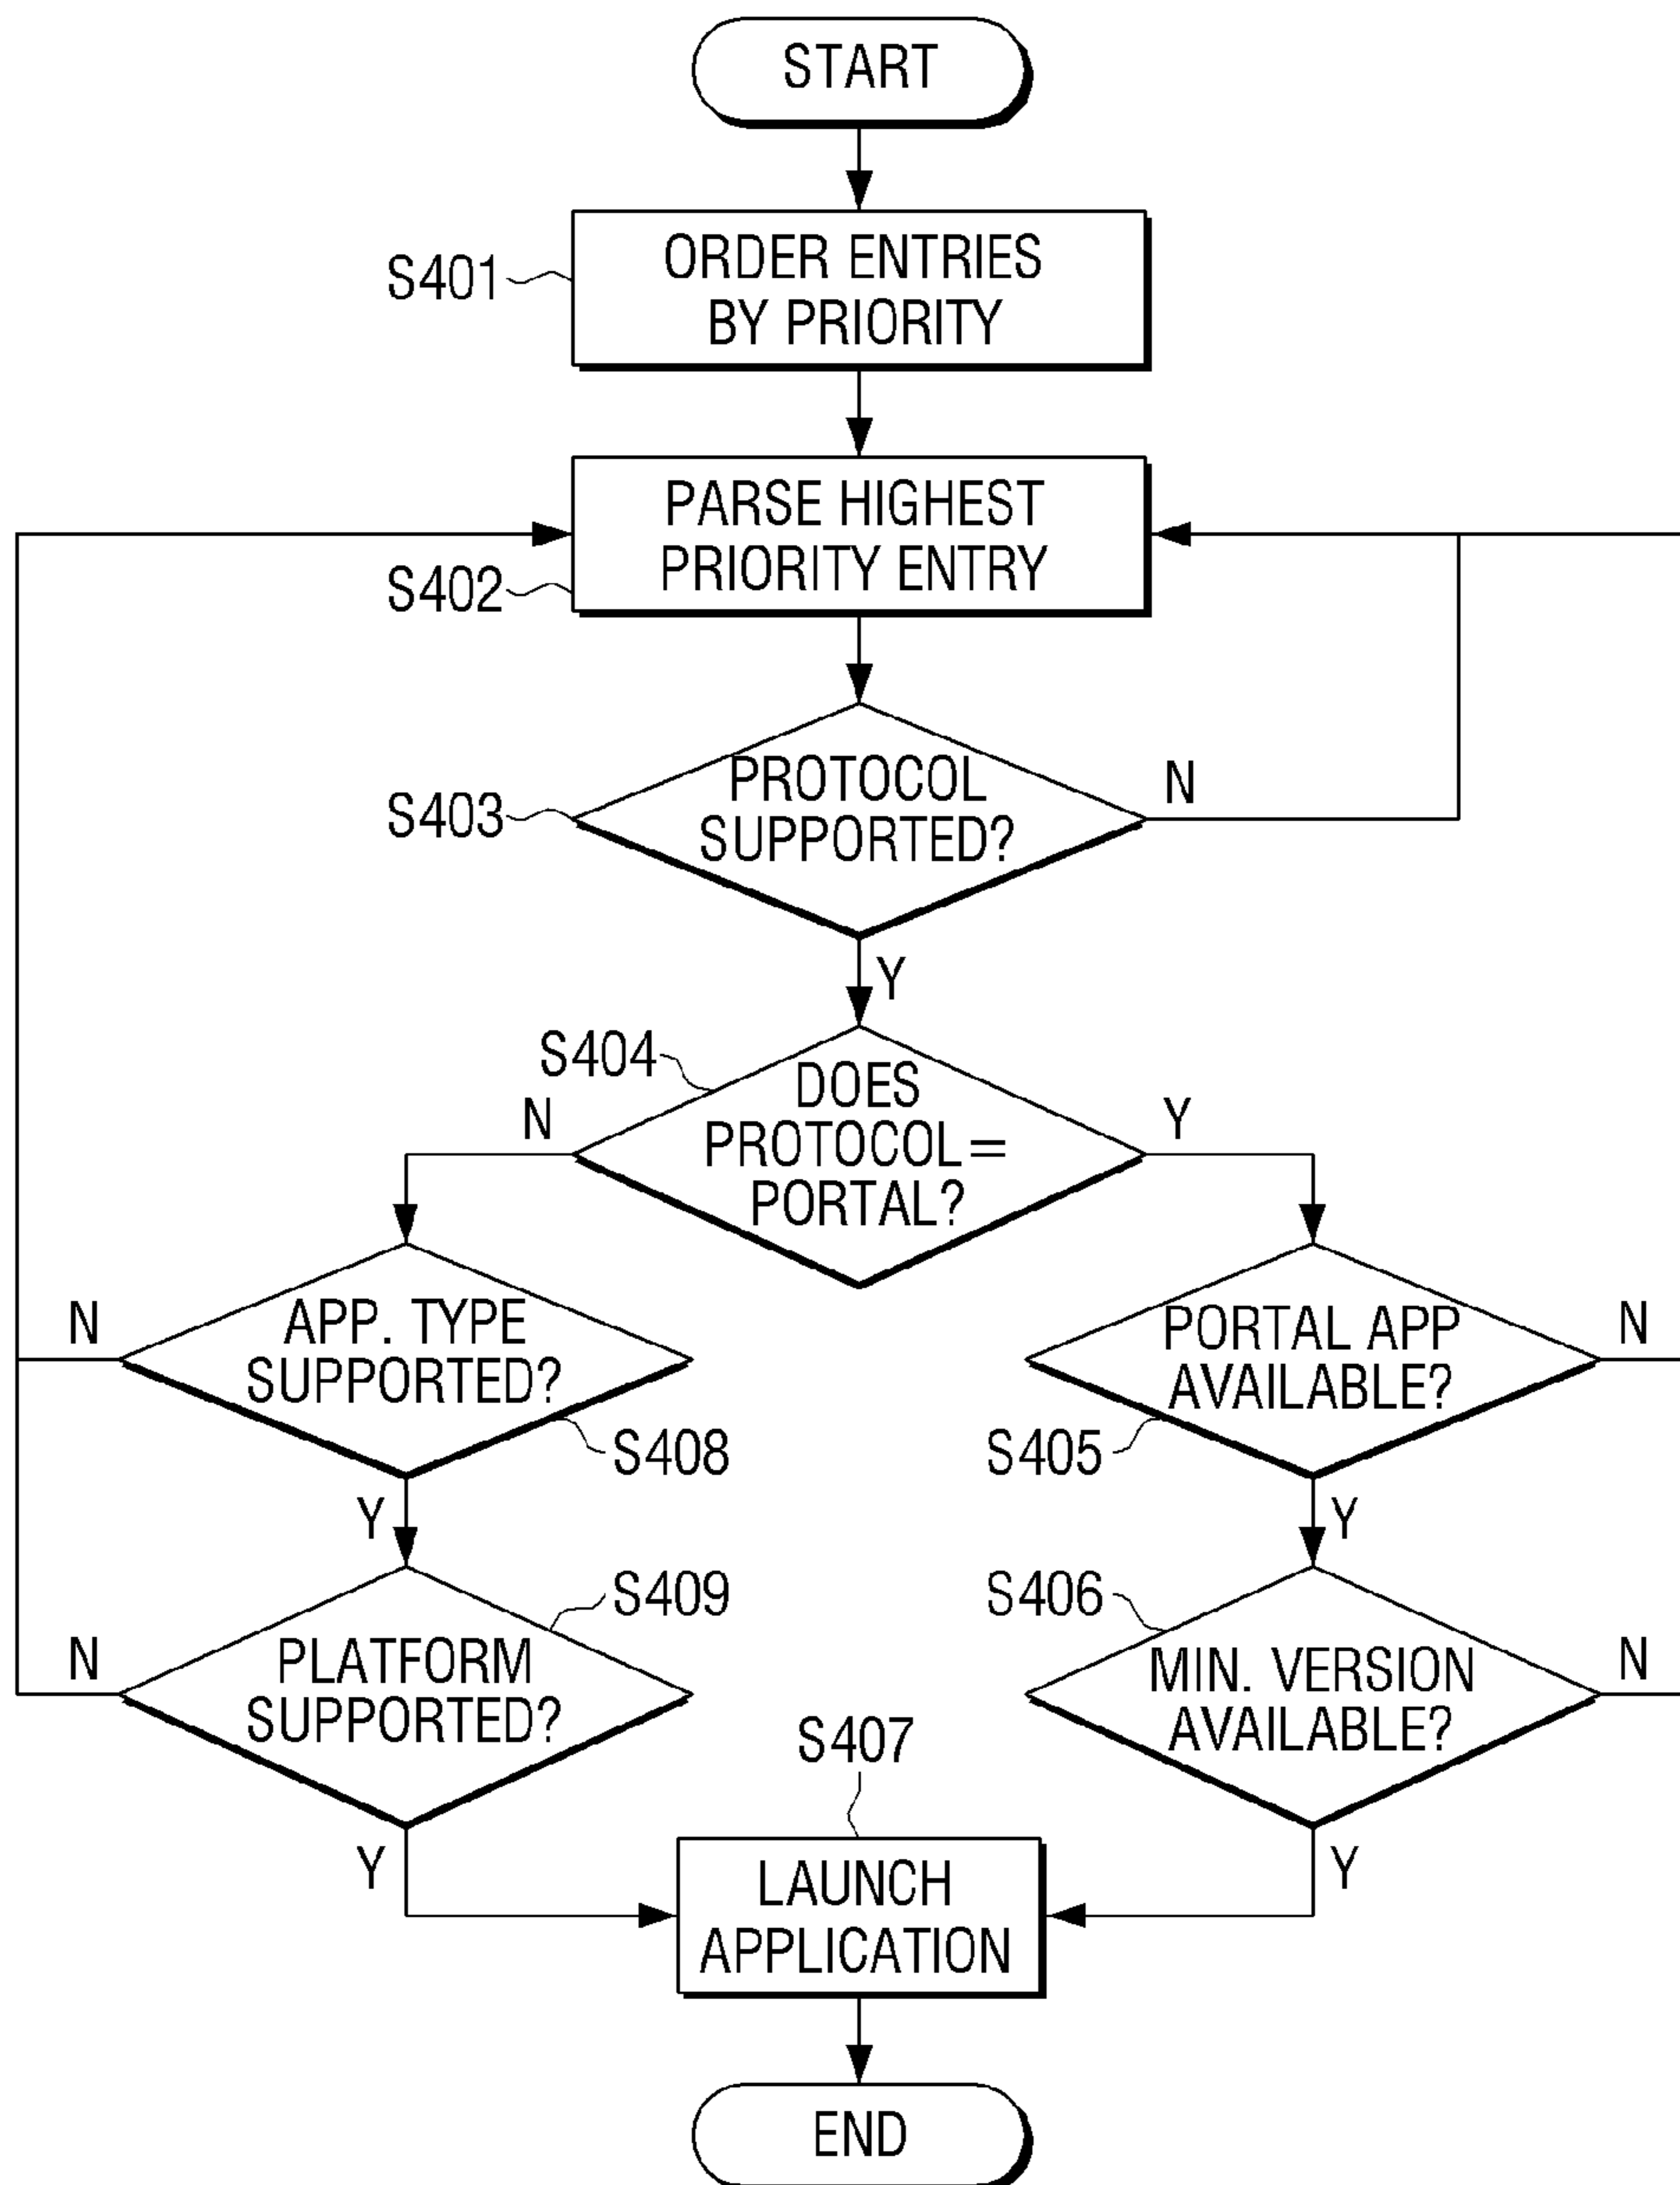 START
S401
ORDER ENTRIES
BY PRIORITY
PARSE HIGHEST
PRIORITY ENTRY
S402
PROTOCOL
SUPPORTED?
N
S403
Y
S404
DOES
PROTOCOL=
PORTAL?
N
Y
N
APP. TYPE
SUPPORTED?
PORTAL APP
AVAILABLE?
N
S408
S405
Y
Y
S409
S406
N
PLATFORM
SUPPORTED?
MIN. VERSION
AVAILABLE?
N
S407
Y
LAUNCH
APPLICATION
Y
END